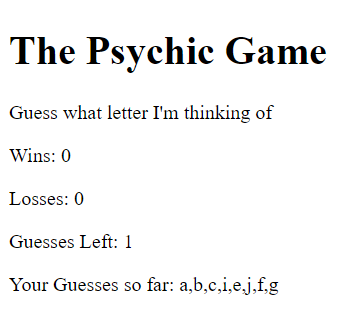 The Psychic Game
Guess what letter I'm thinking of
Wins: 0
Losses: 0
Guesses Left: 1
Your Guesses so far: a,b,c,i,e,j,f,g